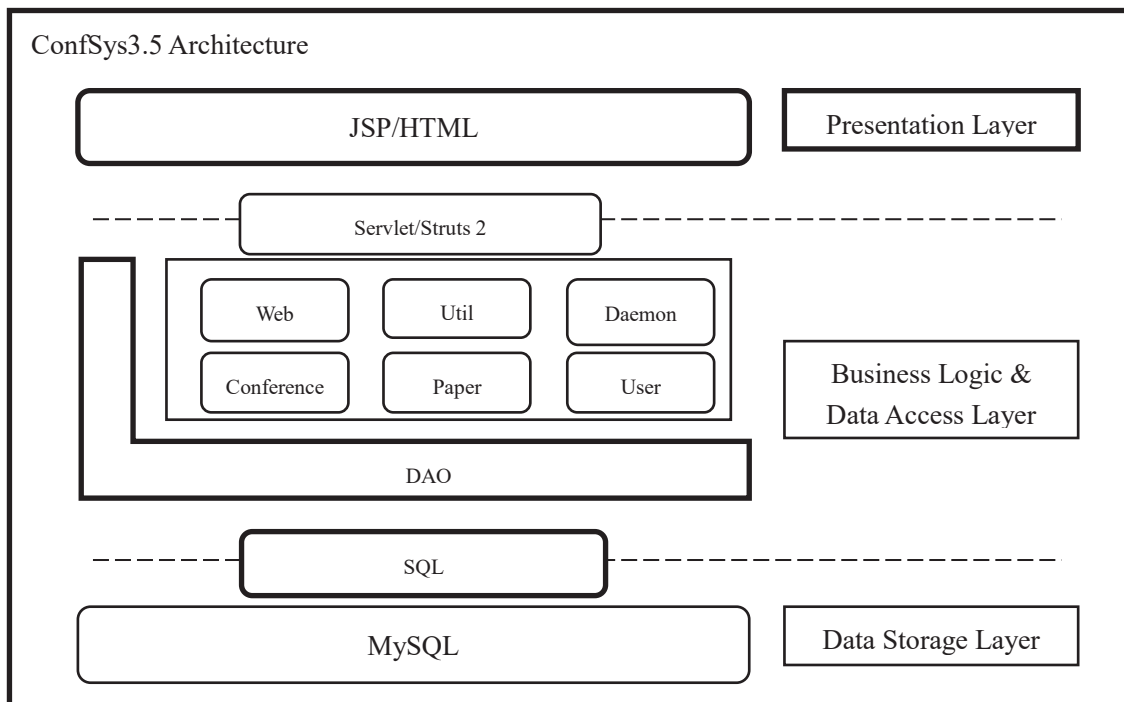 ConfSys3.5 Architecture
JSP/HTML
Presentation Layer
Servlet/Struts 2
Web
Util
Daemon
Conference
Paper
User
Business Logic &
Data Access Layer
DAO
SQL
MySQL
Data Storage Layer